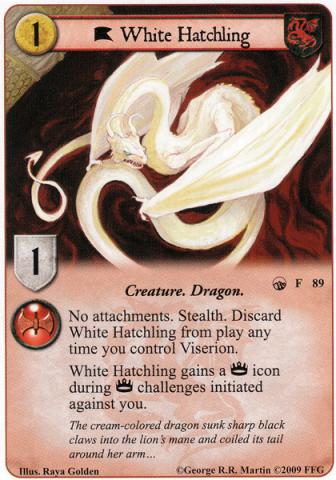 1
White Hatchling
1
Creature. Dragon.
F 89
No attachments. Stealth. Discard
White Hatchling from play any
time you control Viserion.
White Hatchling gains a icon
during challenges initiated
against you.
The cream-colored dragon sunk sharp black
claws into the lion's mane and coiled its tail
around her arm...
Illus. Raya Golden
©George R.R. Martin ©2009 FFG